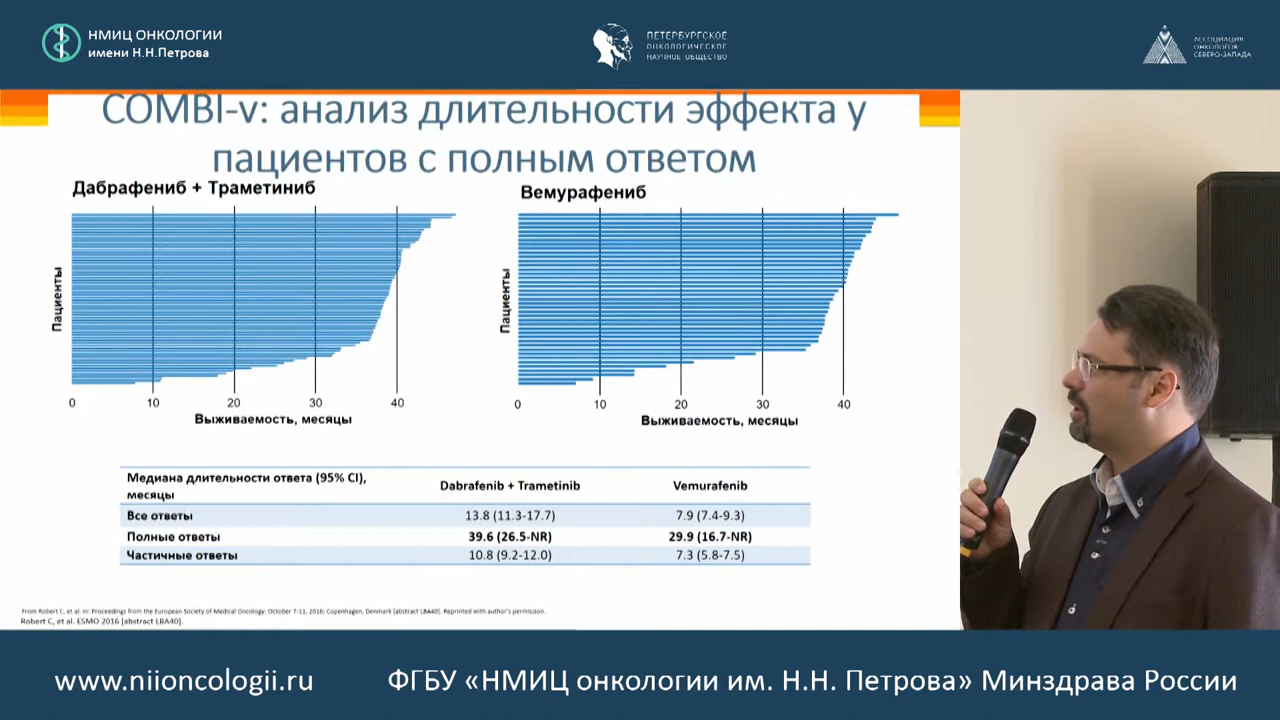 НМИЦ ОНКОЛОГИИ
имени Н.Н.Петрова
ПЕТЕРБУРГСКОЕ
ОНКОЛОГИЧЕСКОЕ
НАУЧНОЕ ОБЩЕСТВО
АССОЦИАЦИЯ
ОНКОЛОГОВ
СЕВЕРО-ЗАПАДА
COMBI-v: анализ длительности эффекта у
пациентов с полным ответом
Дабрафениб + Траметиниб
Пациенты
0 10 20 30 40
Выживаемость, месяцы
Вемурафениб
Пациенты
0 10 20 30 40
Выживаемость, месяцы
Медиана длительности ответа (95% CI),
месяцы
Dabrafenib + Trametinib
Vemurafenib
Все ответы 13.8 (11.3-17.7) 7.9 (7.4-9.3)
Полные ответы 39.6 (26.5-NR) 29.9 (16.7-NR)
Частичные ответы 10.8 (9.2-12.0) 7.3 (5.8-7.5)
From Robert C, et al. In: Proceedings from the European Society of Medical Oncology: October 7-11, 2016; Copenhagen, Denmark [abstract LBA40]. Reprinted with author's permission.
Robert C, et al. ESMO 2016 [abstract LBA40].
www.niioncologii.ru
ФГБУ «НМИЦ онкологии им. Н.Н. Петрова» Минздрава России